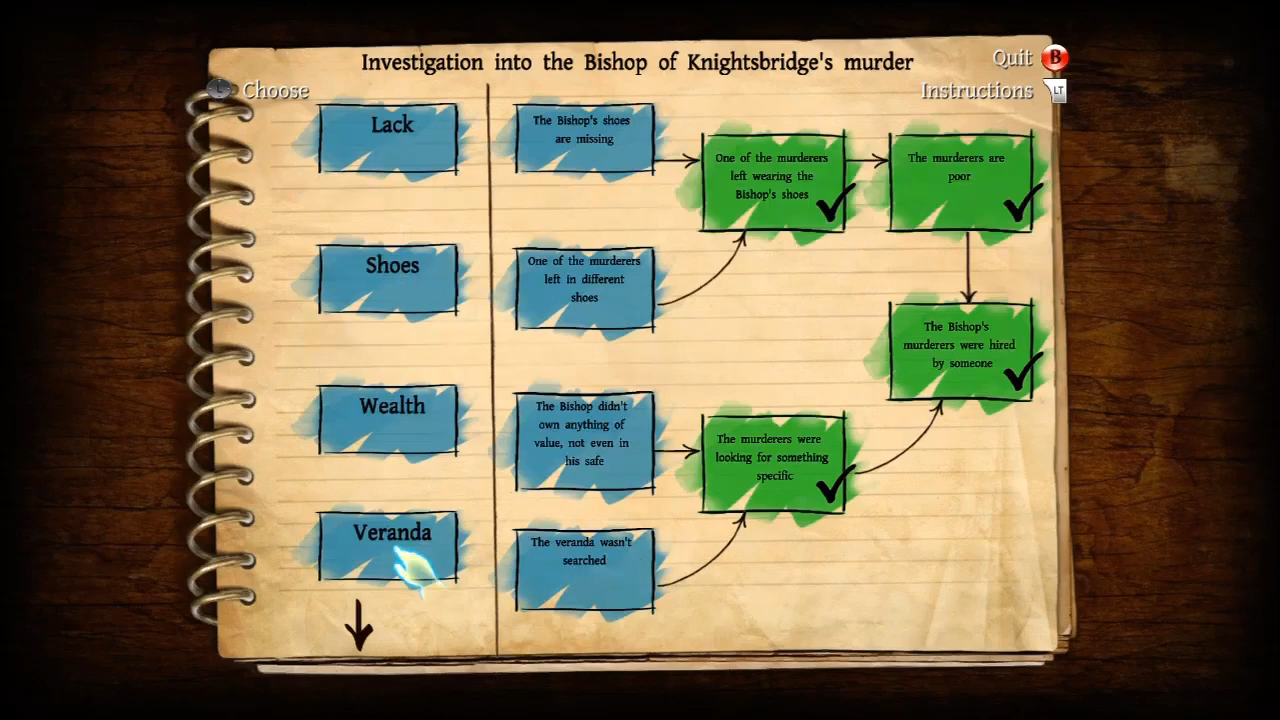 Investigation into the Bishop of Knightsbridge's murder
Quit B
L Choose
Instructions LT
Lack
Shoes
Wealth
Veranda
The Bishop's shoes
are missing
One of the murderers
left wearing the
Bishop's shoes
The murderers are
poor
One of the murderers
left in different
shoes
The Bishop's
murderers were hired
by someone
The Bishop didn't
own anything of
value, not even in
his safe
The murderers were
looking for something
specific
The veranda wasn't
searched